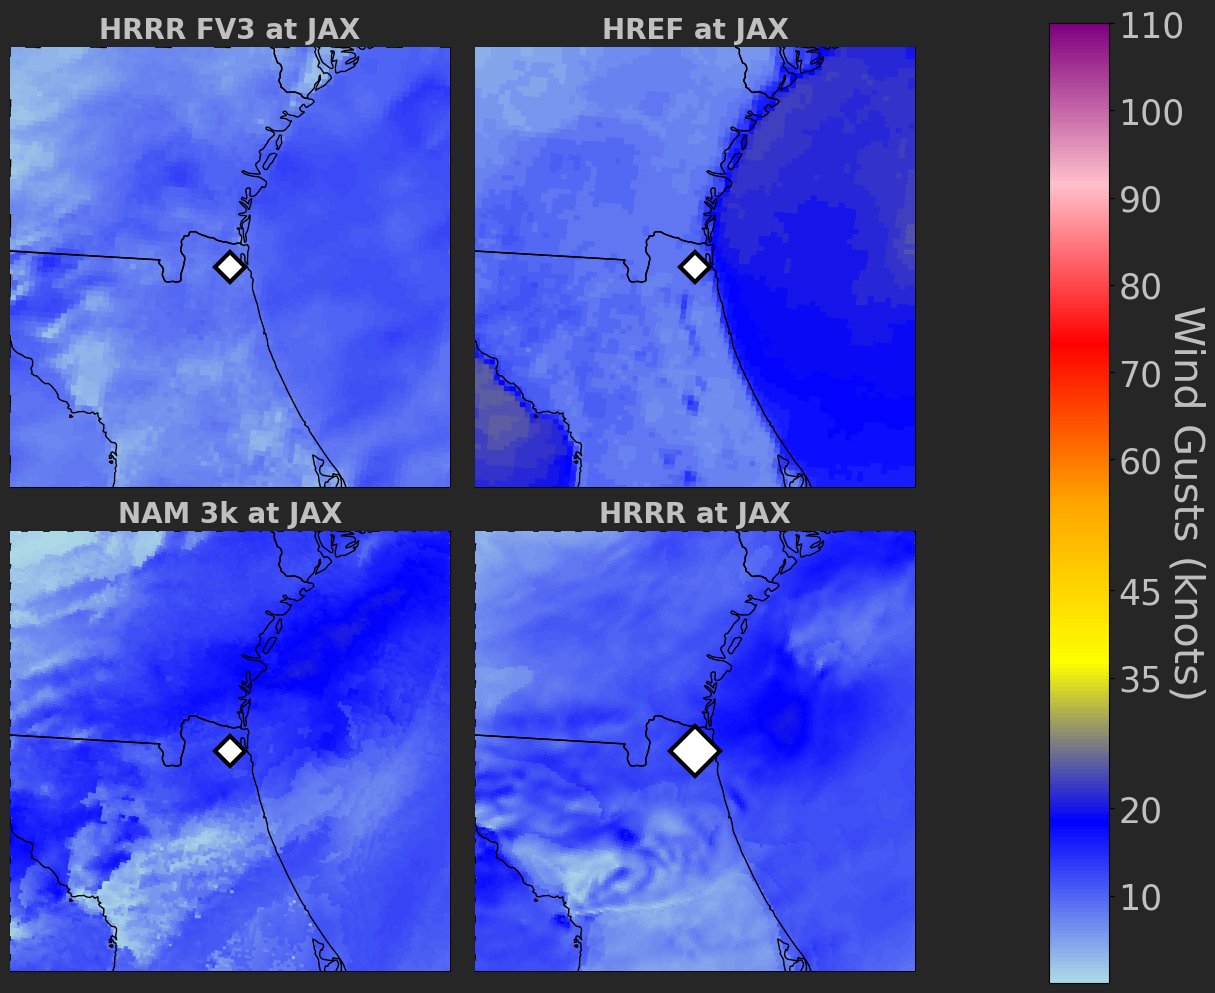 HRRR FV3 at JAX
HREF at JAX
NAM 3k at JAX
HRRR at JAX
110
100
90
80
70
60
45
35
20
10
Wind Gusts (knots)